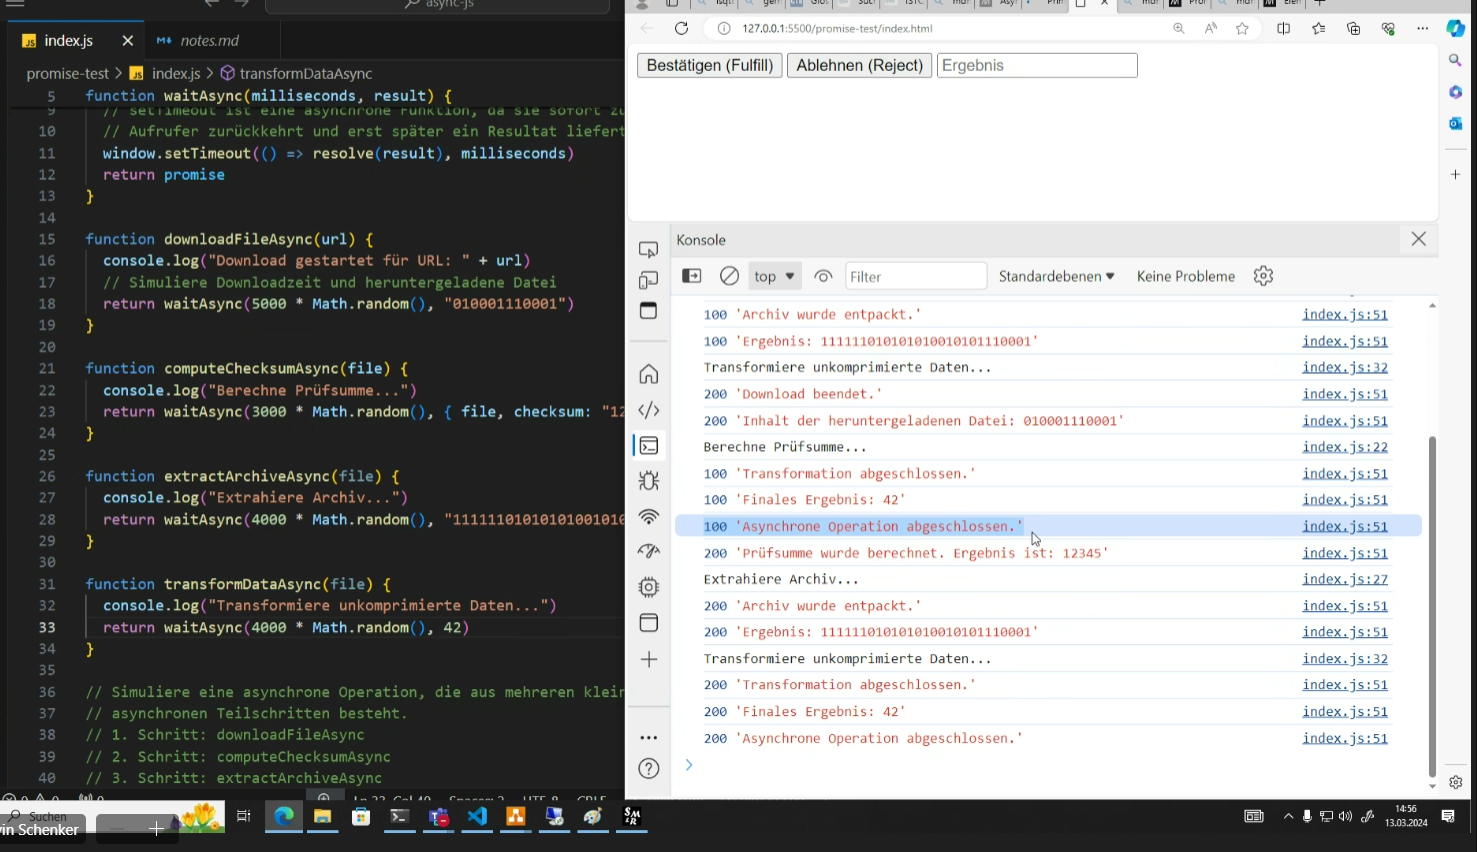 async-js
index.js
notes.md
promise-test > index.js > transformDataAsync
5 function waitAsync(milliseconds, result) {
9 // setTimeout ist eine asynchrone Funktion, da sie sofort zu
10 // Aufrufer zurückkehrt und erst später ein Resultat liefert
11 window.setTimeout(() => resolve(result), milliseconds)
12 return promise
13 }
14
15 function downloadFileAsync(url) {
16 console.log("Download gestartet für URL: " + url)
17 // Simuliere Downloadzeit und heruntergeladene Datei
18 return waitAsync(5000 * Math.random(), "010001110001")
19 }
20
21 function computeChecksumAsync(file) {
22 console.log("Berechne Prüfsumme...")
23 return waitAsync(3000 * Math.random(), { file, checksum: "12
24 }
25
26 function extractArchiveAsync(file) {
27 console.log("Extrahiere Archiv...")
28 return waitAsync(4000 * Math.random(), "11111101010101001010
29 }
30
31 function transformDataAsync(file) {
32 console.log("Transformiere unkomprimierte Daten...")
33 return waitAsync(4000 * Math.random(), 42)
34 }
35
36 // Simuliere eine asynchrone Operation, die aus mehreren klein
37 // asynchronen Teilschritten besteht.
38 // 1. Schritt: downloadFileAsync
39 // 2. Schritt: computeChecksumAsync
40 // 3. Schritt: extractArchiveAsync
127.0.0.1:5500/promise-test/index.html
Bestätigen (Fulfill) Ablehnen (Reject) Ergebnis
Konsole
top Filter Standardebenen Keine Probleme
100 'Archiv wurde entpackt.' index.js:51
100 'Ergebnis: 111111010101010010101110001' index.js:51
Transformiere unkomprimierte Daten... index.js:32
200 'Download beendet.' index.js:51
200 'Inhalt der heruntergeladenen Datei: 010001110001' index.js:51
Berechne Prüfsumme... index.js:22
100 'Transformation abgeschlossen.' index.js:51
100 'Finales Ergebnis: 42' index.js:51
100 'Asynchrone Operation abgeschlossen.' index.js:51
200 'Prüfsumme wurde berechnet. Ergebnis ist: 12345' index.js:51
Extrahiere Archiv... index.js:27
200 'Archiv wurde entpackt.' index.js:51
200 'Ergebnis: 111111010101010010101110001' index.js:51
Transformiere unkomprimierte Daten... index.js:32
200 'Transformation abgeschlossen.' index.js:51
200 'Finales Ergebnis: 42' index.js:51
200 'Asynchrone Operation abgeschlossen.' index.js:51
Suchen
vin Schenker
14:56
13.03.2024